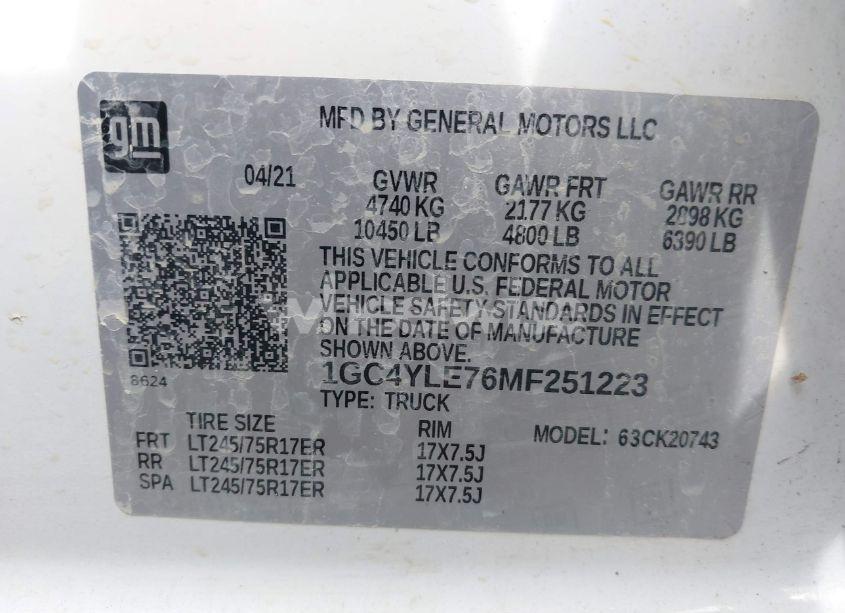 gm
MFD BY GENERAL MOTORS LLC
04/21 GVWR GAWR FRT GAWR RR
4740 KG 2177 KG 2898 KG
10450 LB 4800 LB 6390 LB
THIS VEHICLE CONFORMS TO ALL
APPLICABLE U.S. FEDERAL MOTOR
VEHICLE SAFETY STANDARDS IN EFFECT
ON THE DATE OF MANUFACTURE
SHOWN ABOVE.
8624
1GC4YLE76MF251223
TYPE: TRUCK
TIRE SIZE RIM MODEL: 63CK20743
FRT LT245/75R17ER 17X7.5J
RR LT245/75R17ER 17X7.5J
SPA LT245/75R17ER 17X7.5J